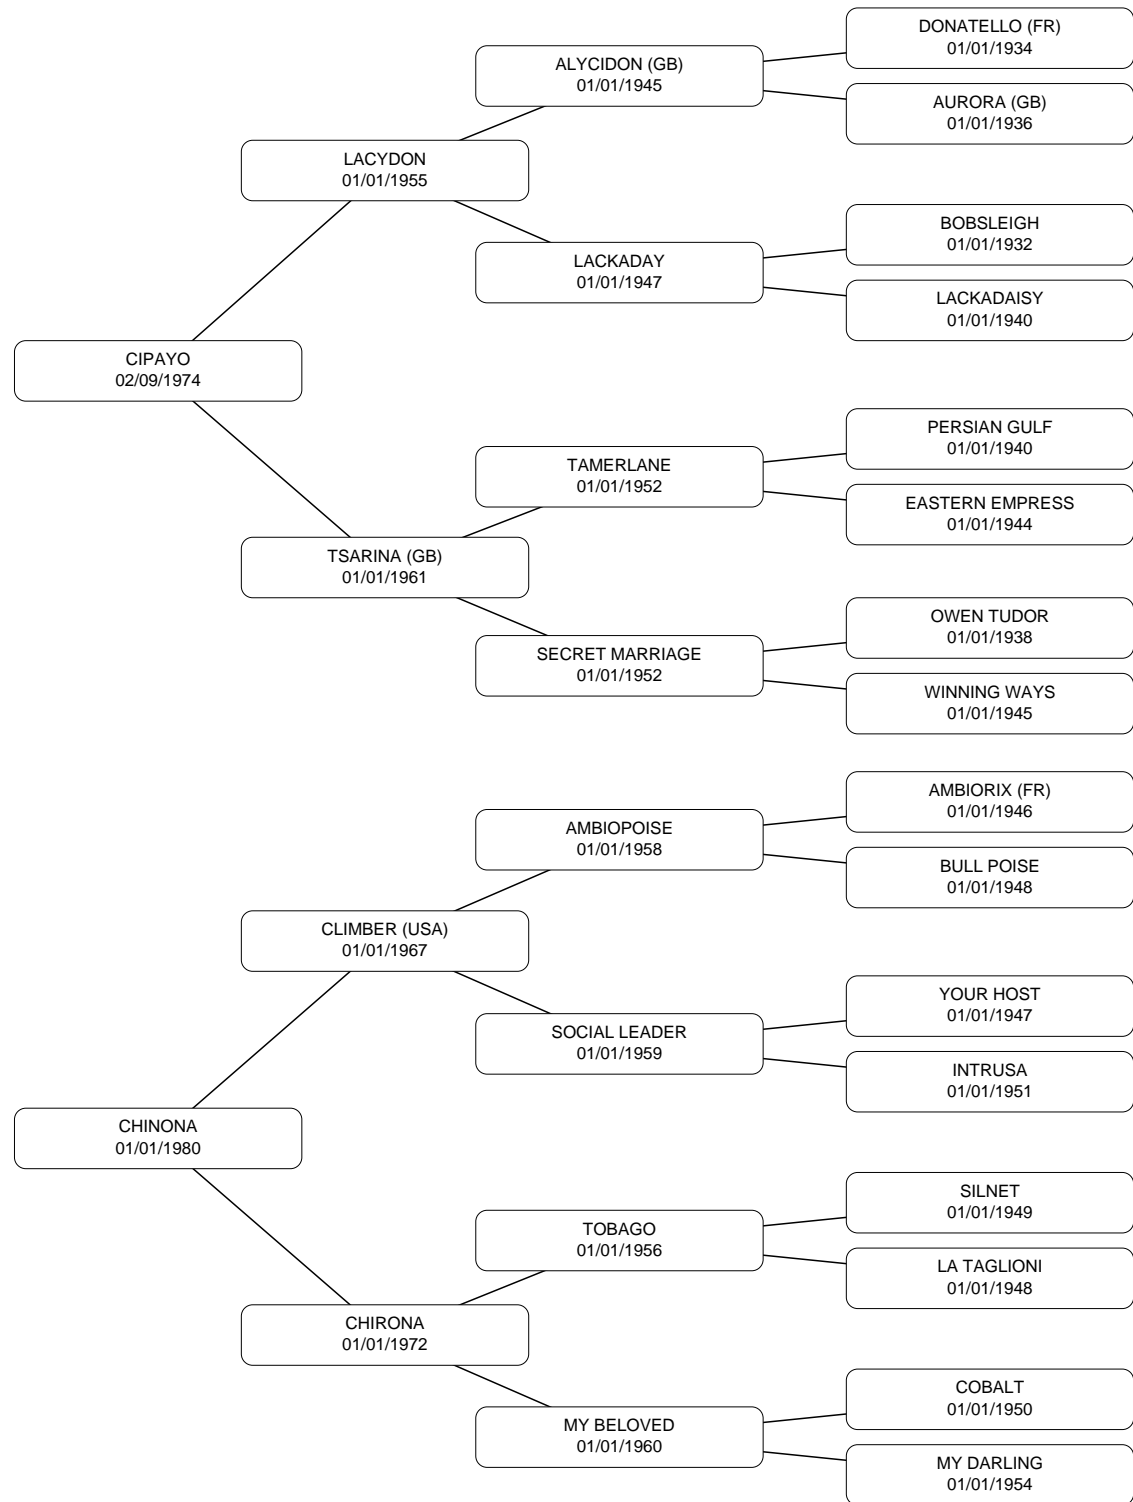 DONATELLO (FR)
01/01/1934
ALYCIDON (GB)
01/01/1945
AURORA (GB)
01/01/1936
LACYDON
01/01/1955
BOBSLEIGH
01/01/1932
LACKADAY
01/01/1947
LACKADAISY
01/01/1940
CIPAYO
02/09/1974
PERSIAN GULF
01/01/1940
TAMERLANE
01/01/1952
EASTERN EMPRESS
01/01/1944
TSARINA (GB)
01/01/1961
OWEN TUDOR
01/01/1938
SECRET MARRIAGE
01/01/1952
WINNING WAYS
01/01/1945
AMBIORIX (FR)
01/01/1946
AMBIOPOISE
01/01/1958
BULL POISE
01/01/1948
CLIMBER (USA)
01/01/1967
YOUR HOST
01/01/1947
SOCIAL LEADER
01/01/1959
INTRUSA
01/01/1951
CHINONA
01/01/1980
SILNET
01/01/1949
TOBAGO
01/01/1956
LA TAGLIONI
01/01/1948
CHIRONA
01/01/1972
COBALT
01/01/1950
MY BELOVED
01/01/1960
MY DARLING
01/01/1954